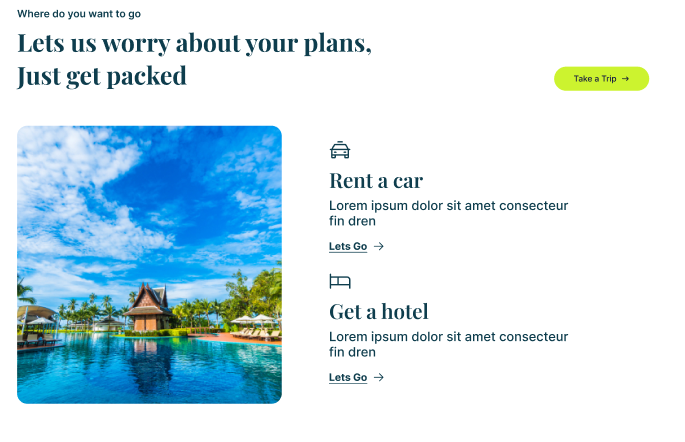 Where do you want to go
Lets us worry about your plans,
Just get packed
Take a Trip →
Rent a car
Lorem ipsum dolor sit amet consecteur
fin dren
Lets Go →
Get a hotel
Lorem ipsum dolor sit amet consecteur
fin dren
Lets Go →